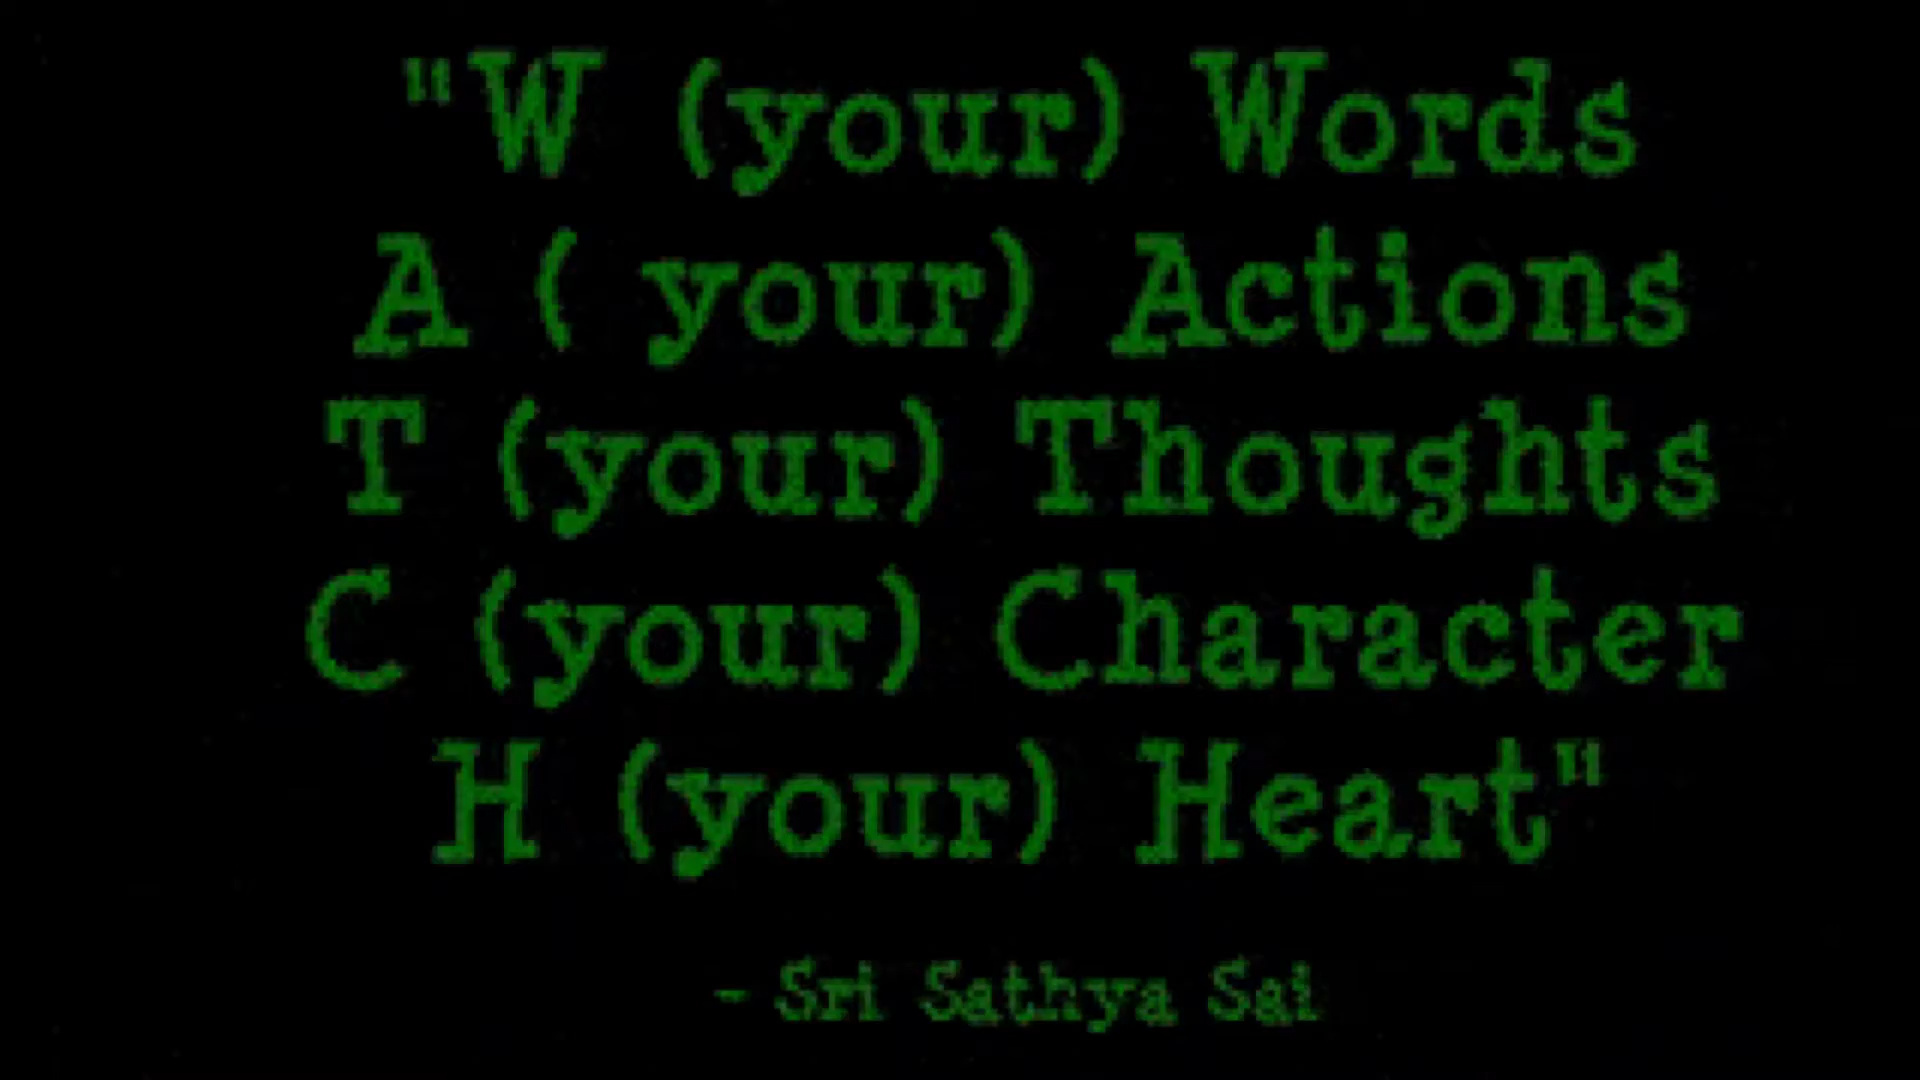 "W (your) Words
A ( your) Actions
T (your) Thoughts
C (your) Character
H (your) Heart"
- Sri Sathya Sai